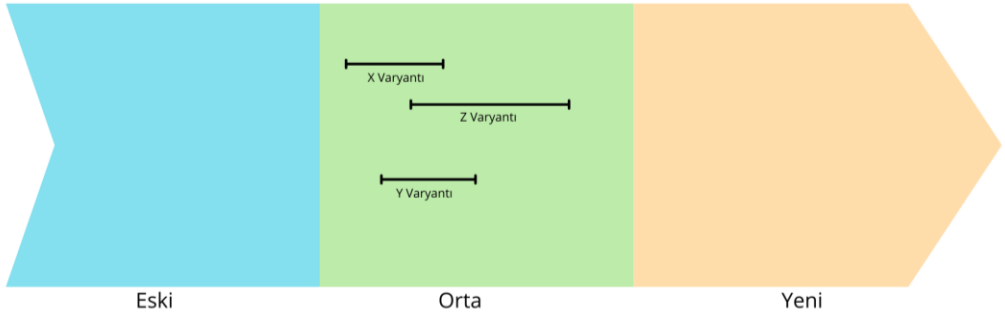 X Varyantı
Z Varyantı
Y Varyantı
Eski
Orta
Yeni